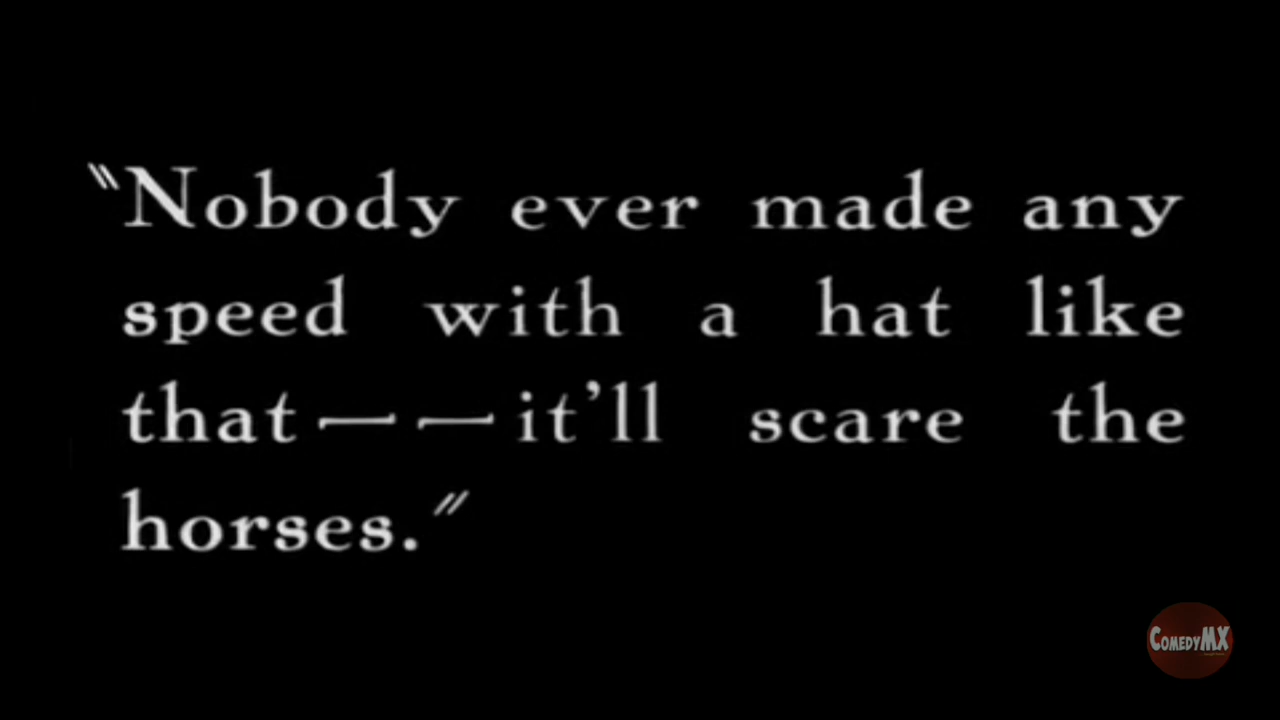 "Nobody ever made any
speed with a hat like
that——it'll scare the
horses."
COMEDYMX